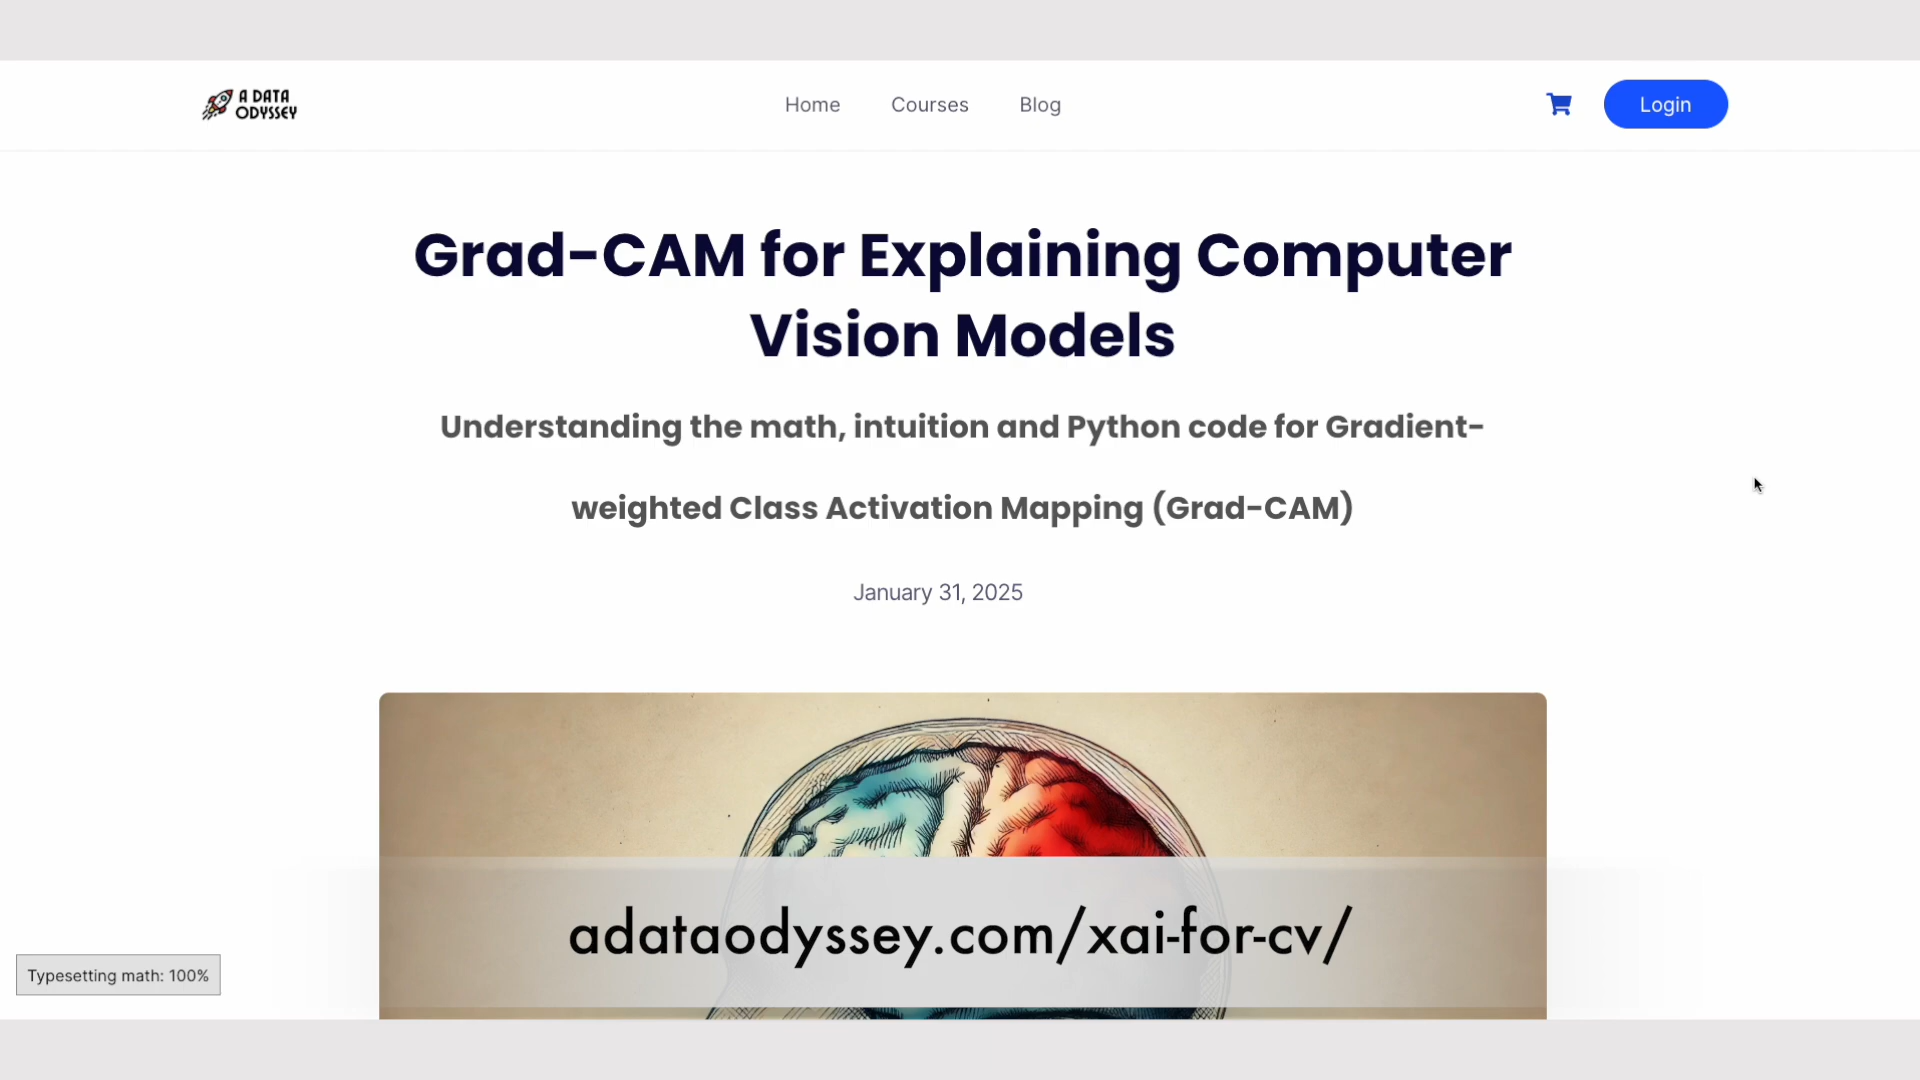 A DATA
ODYSSEY
Home
Courses
Blog
Login
Grad-CAM for Explaining Computer
Vision Models
Understanding the math, intuition and Python code for Gradient-
weighted Class Activation Mapping (Grad-CAM)
January 31, 2025
adataodyssey.com/xai-for-cv/
Typesetting math: 100%